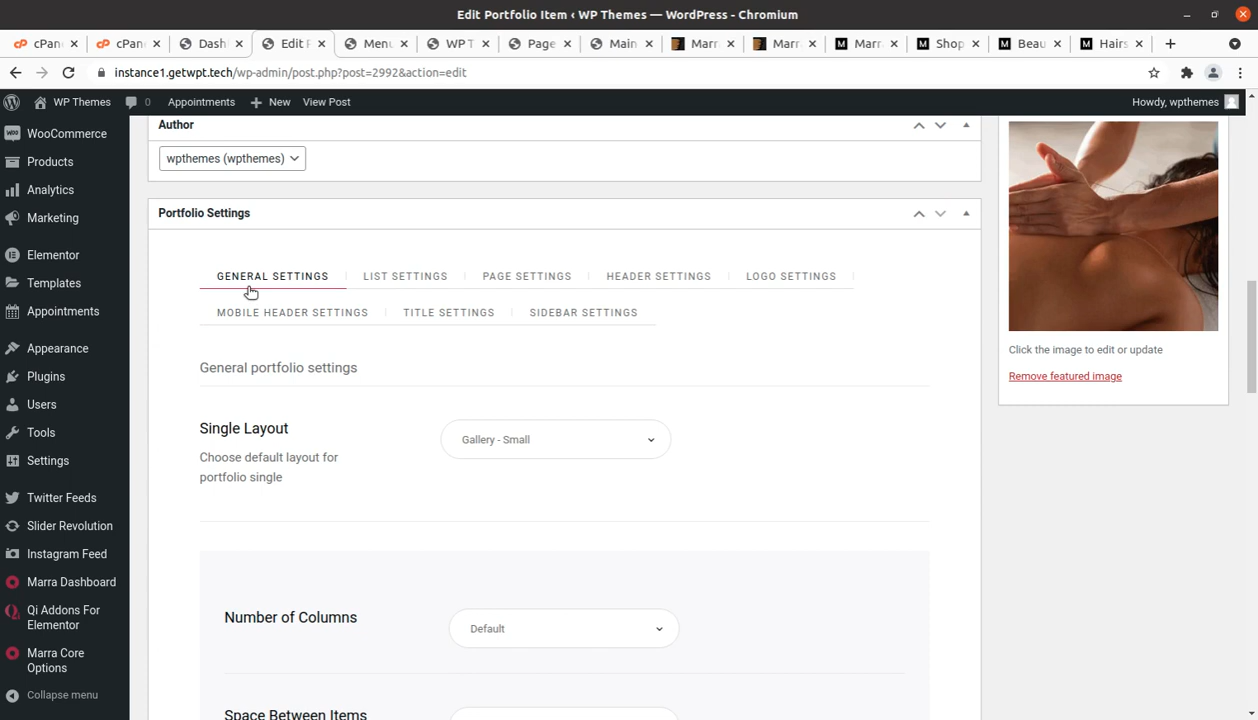 Edit Portfolio Item ‹ WP Themes — WordPress - Chromium
cPan
cPan
Dash
Edit P
Menu
WP T
Page
Main
Marr
Marr
Marr
Shop
Beau
Hairs
instance1.getwpt.tech/wp-admin/post.php?post=2992&action=edit
WP Themes
0
Appointments
New
View Post
Howdy, wpthemes
WooCommerce
Products
Analytics
Marketing
Elementor
Templates
Appointments
Appearance
Plugins
Users
Tools
Settings
Twitter Feeds
Slider Revolution
Instagram Feed
Marra Dashboard
Qi Addons For
Elementor
Marra Core
Options
Collapse menu
Author
wpthemes (wpthemes)
Portfolio Settings
GENERAL SETTINGS
LIST SETTINGS
PAGE SETTINGS
HEADER SETTINGS
LOGO SETTINGS
MOBILE HEADER SETTINGS
TITLE SETTINGS
SIDEBAR SETTINGS
General portfolio settings
Single Layout
Choose default layout for
portfolio single
Gallery - Small
Number of Columns
Default
Space Between Items
Click the image to edit or update
Remove featured image